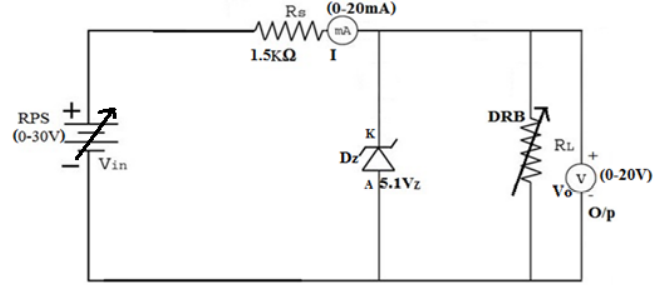 Rs (0-20mA)
mA
1.5KΩ I
RPS + (0-30V) -
Vin
K
Dz
A 5.1Vz
DRB
RL
+
V (0-20V)
Vo -
O/p